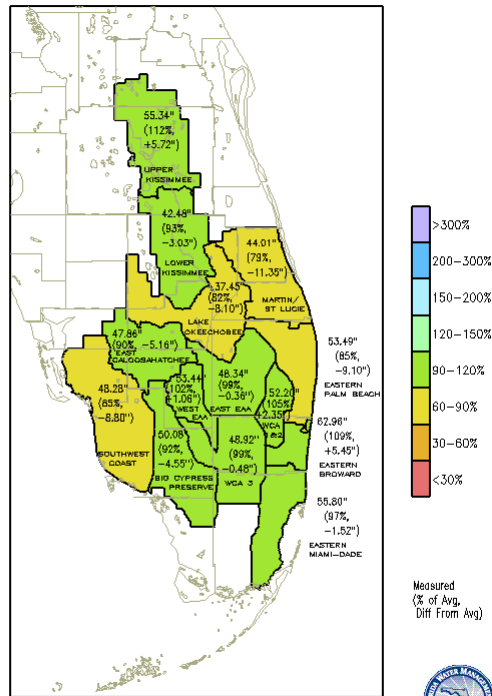 55.34"
(112%,
+5.72")
UPPER
KISSIMMEE
42.48"
(93%,
-3.03")
LOWER
KISSIMMEE
44.01"
(79%,
-11.35")
MARTIN/
ST LUCIE
37.45"
(82%,
-8.10")
LAKE
OKEECHOBEE
47.86"
(90%, -5.16")
EAST
CALOOSAHATCHEE
48.28"
(85%,
-8.80")
SOUTHWEST
COAST
53.44"
(102%,
+1.06")
WEST
EAA
48.34"
(99%,
-0.36")
EAST EAA
52.20"
(105%,
WCA
53.49"
(85%,
-9.10")
EASTERN
PALM BEACH
62.96"
(109%,
+5.45")
EASTERN
BROWARD
50.08"
(92%,
-4.55")
BIG CYPRESS
PRESERVE
48.92"
(99%,
-0.48")
WCA 3
55.80"
(97%,
-1.52")
EASTERN
MIAMI-DADE
>300%
200-300%
150-200%
120-150%
90-120%
60-90%
30-60%
<30%
Measured
(% of Avg,
Diff From Avg)
WATER